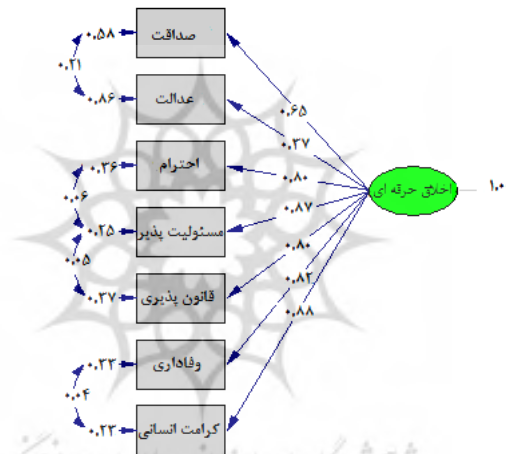 صداقت
عدالت
احترام
مسئولیت پذیر
قانون پذیری
وفاداری
کرامت انسانی
اخلاق حرفه ای
۱.۰
۰.۵۸
۰.۲۱
۰.۸۶
۰.۳۶
۰.۰۶
۰.۲۵
۰.۰۵
۰.۳۷
۰.۳۳
۰.۰۴
۰.۲۳
۰.۶۵
۰.۳۷
۰.۸۰
۰.۸۷
۰.۸۰
۰.۸۲
۰.۸۸